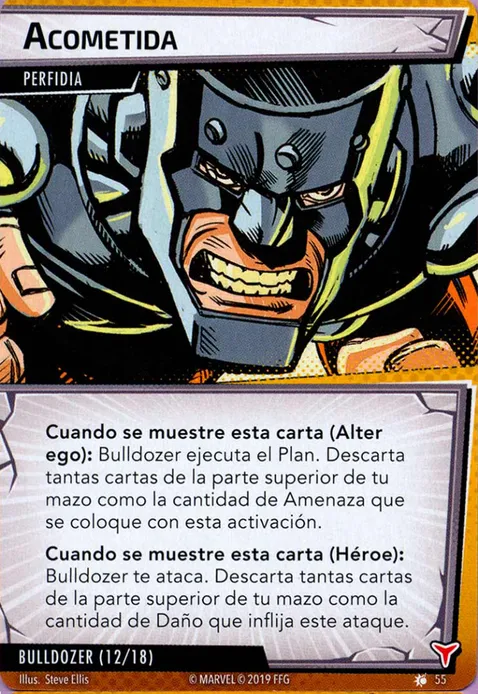 ACOMETIDA
PERFIDIA
Cuando se muestre esta carta (Alter
ego): Bulldozer ejecuta el Plan. Descarta
tantas cartas de la parte superior de tu
mazo como la cantidad de Amenaza que
se coloque con esta activación.
Cuando se muestre esta carta (Héroe):
Bulldozer te ataca. Descarta tantas cartas
de la parte superior de tu mazo como la
cantidad de Daño que inflija este ataque.
BULLDOZER (12/18)
Illus. Steve Ellis © MARVEL © 2019 FFG 55